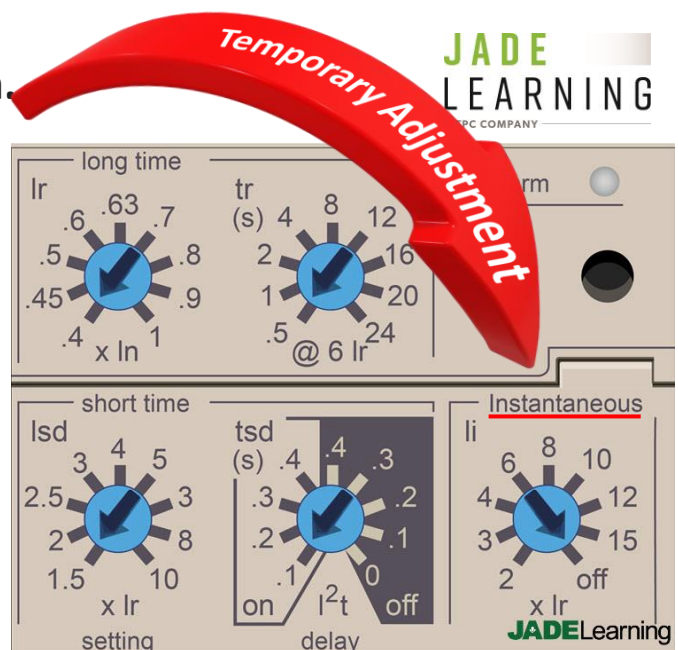 Temporary Adjustment
JADE
LEARNING
PC COMPANY
long time
Ir
.4
.45
.5
.6
.63
.7
.8
.9
1
x In
tr
(s)
.5
1
2
4
8
12
16
20
24
@ 6 Ir
rm
short time
Isd
1.5
2
2.5
3
4
5
3
8
10
x Ir
setting
tsd
(s)
.1
.2
.3
.4
.4
.3
.2
.1
0
on
I²t
off
delay
Instantaneous
Ii
2
3
4
6
8
10
12
15
off
x Ir
JADELearning